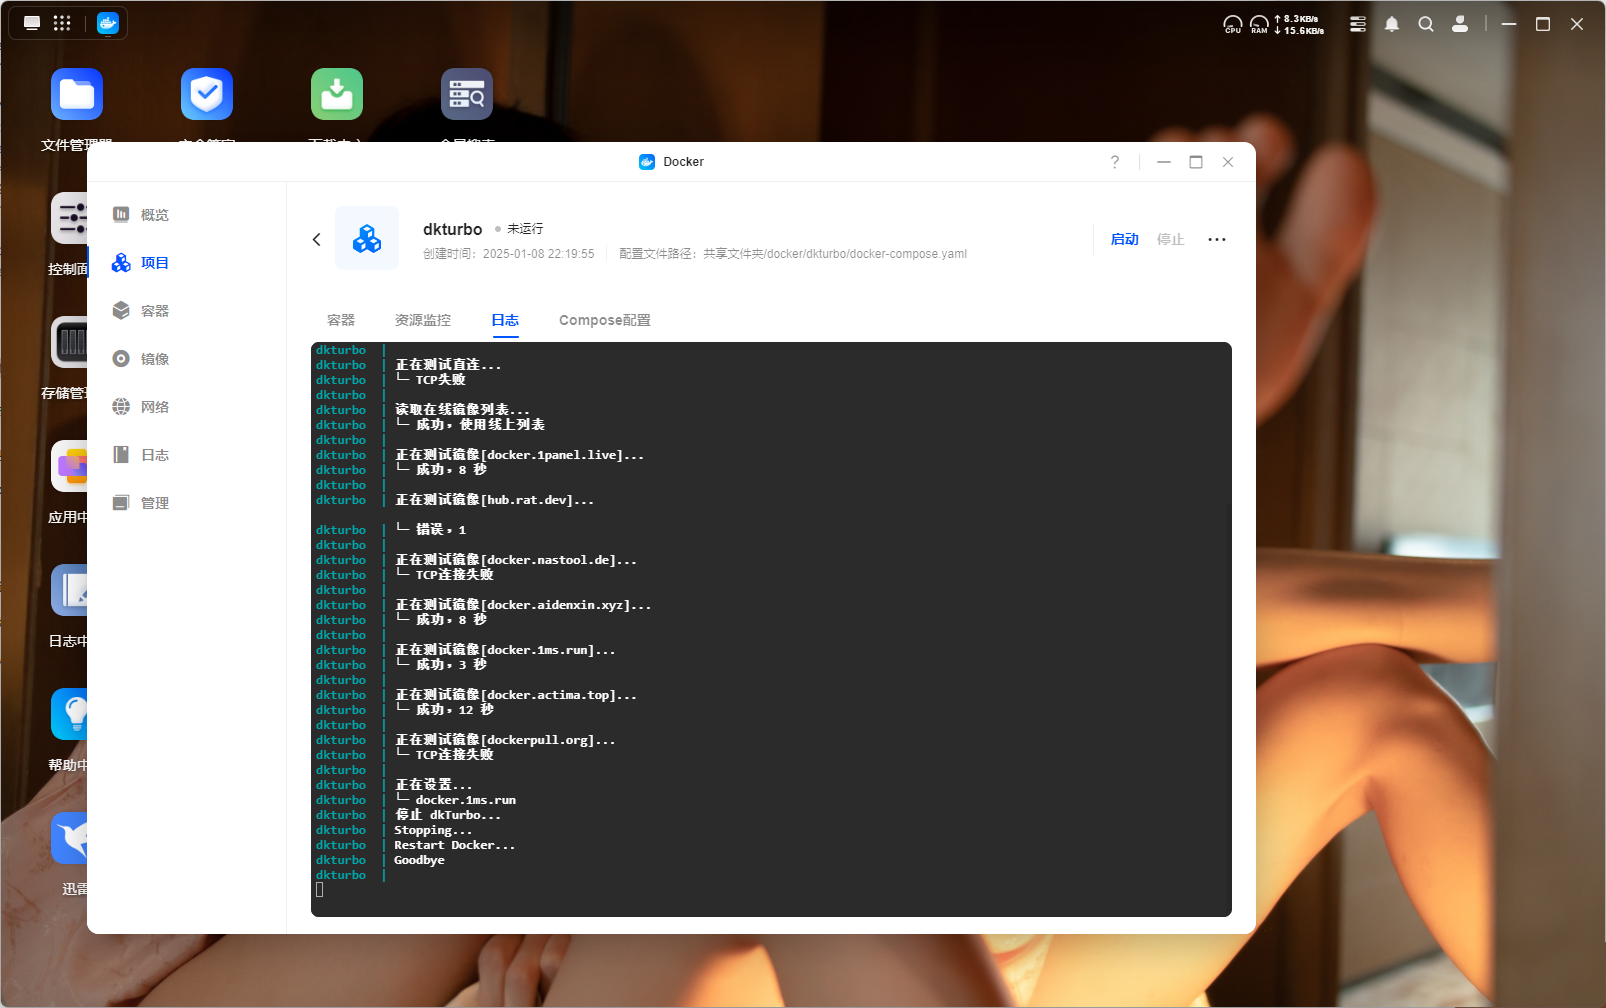 CPU
RAM
↑ 8.3KB/s
↓ 15.6KB/s
文件管理器
安全管家
下载中心
全局搜索
控制面
存储管
应用中
日志中
帮助中
迅雷
Docker
?
概览
项目
容器
镜像
网络
日志
管理
dkturbo
未运行
创建时间：2025-01-08 22:19:55
配置文件路径：共享文件夹/docker/dkturbo/docker-compose.yaml
启动
停止
容器
资源监控
日志
Compose配置
dkturbo |
dkturbo | 正在测试直连...
dkturbo | └─ TCP失败
dkturbo |
dkturbo | 读取在线镜像列表...
dkturbo | └─ 成功，使用线上列表
dkturbo |
dkturbo | 正在测试镜像[docker.1panel.live]...
dkturbo | └─ 成功，8 秒
dkturbo |
dkturbo | 正在测试镜像[hub.rat.dev]...
dkturbo | └─ 错误，1
dkturbo |
dkturbo | 正在测试镜像[docker.nastool.de]...
dkturbo | └─ TCP连接失败
dkturbo |
dkturbo | 正在测试镜像[docker.aidenxin.xyz]...
dkturbo | └─ 成功，8 秒
dkturbo |
dkturbo | 正在测试镜像[docker.1ms.run]...
dkturbo | └─ 成功，3 秒
dkturbo |
dkturbo | 正在测试镜像[docker.actima.top]...
dkturbo | └─ 成功，12 秒
dkturbo |
dkturbo | 正在测试镜像[dockerpull.org]...
dkturbo | └─ TCP连接失败
dkturbo |
dkturbo | 正在设置...
dkturbo | └─ docker.1ms.run
dkturbo | 停止 dkTurbo...
dkturbo | Stopping...
dkturbo | Restart Docker...
dkturbo | Goodbye
dkturbo |